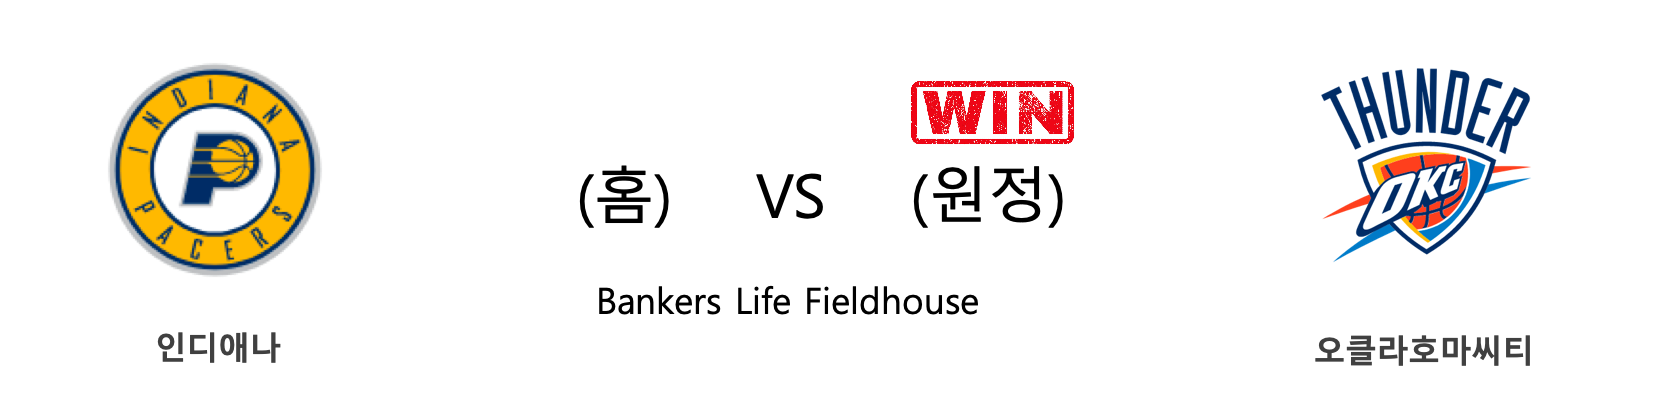 INDIANA
PACERS
P
인디애나
WIN
(홈) VS (원정)
Bankers Life Fieldhouse
THUNDER
OKC
오클라호마씨티